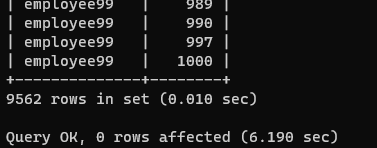 | employee99   |    989 |
| employee99   |    990 |
| employee99   |    997 |
| employee99   |   1000 |
+--------------+--------+
9562 rows in set (0.010 sec)
Query OK, 0 rows affected (6.190 sec)